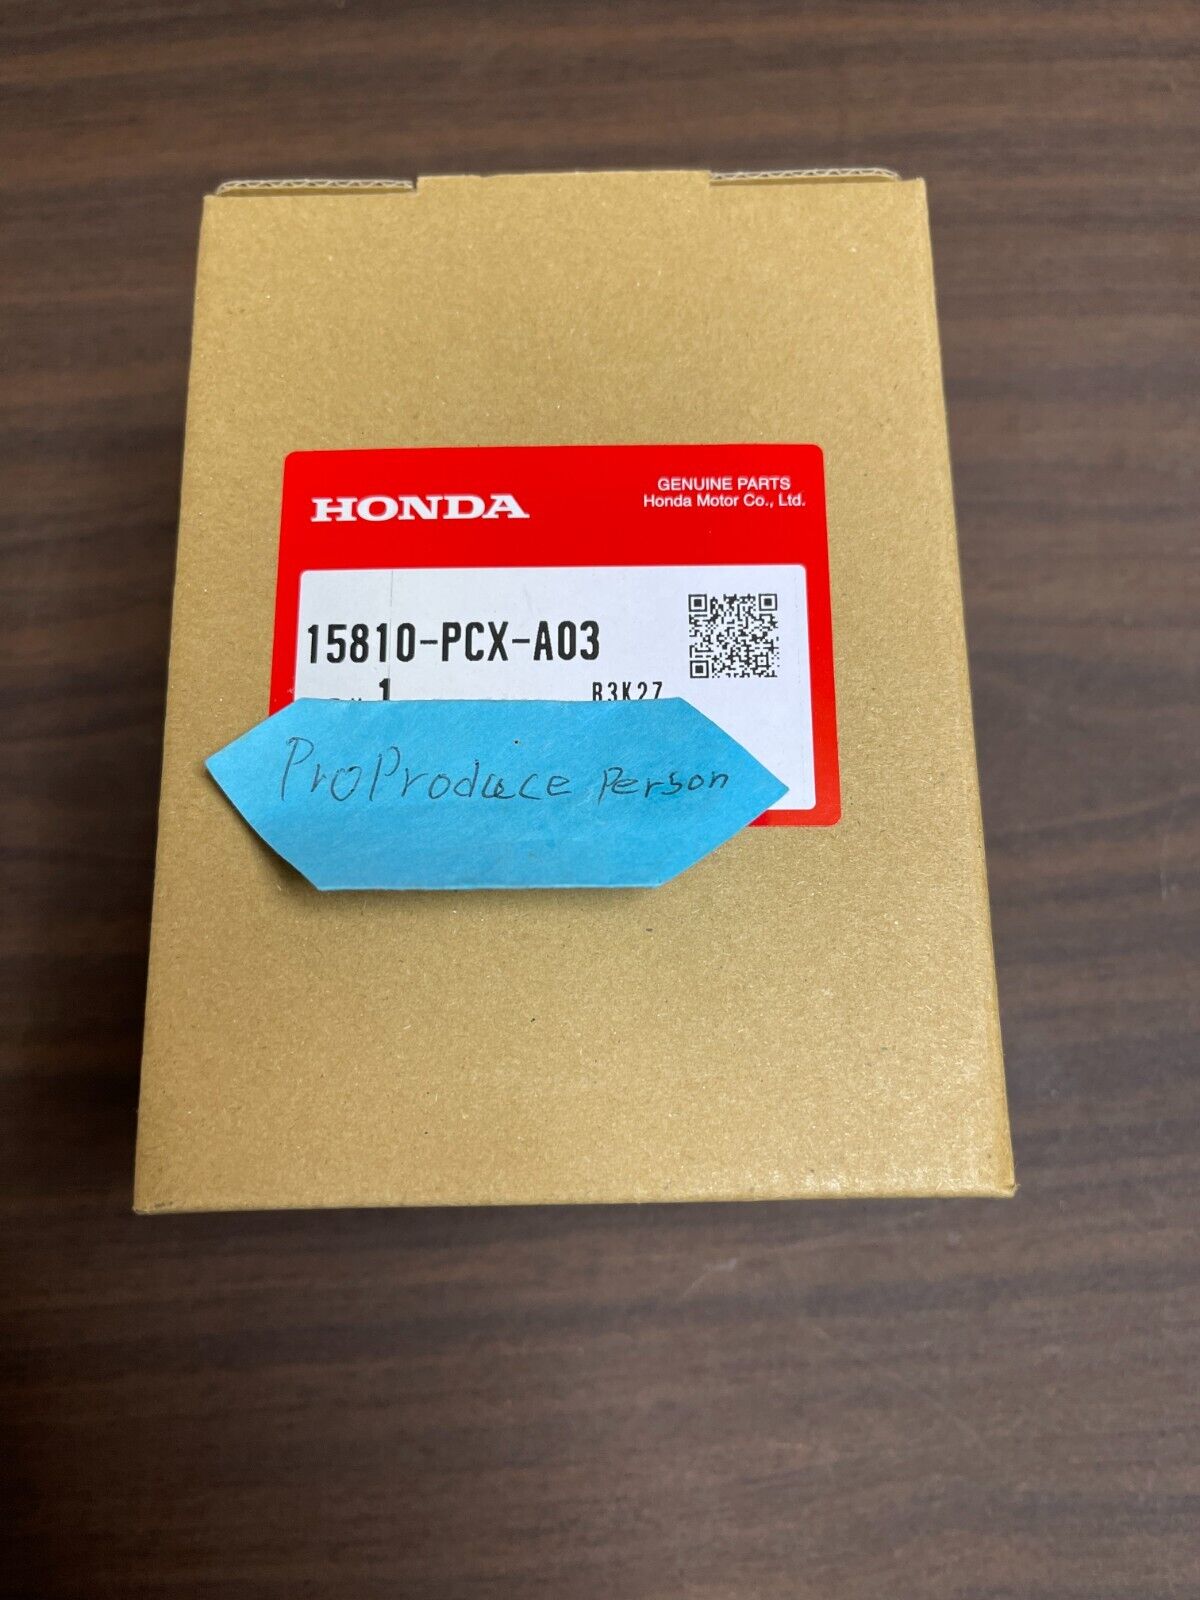 HONDA
GENUINE PARTS
Honda Motor Co., Ltd.
15810-PCX-A03
1
B3K27
ProProduce Person